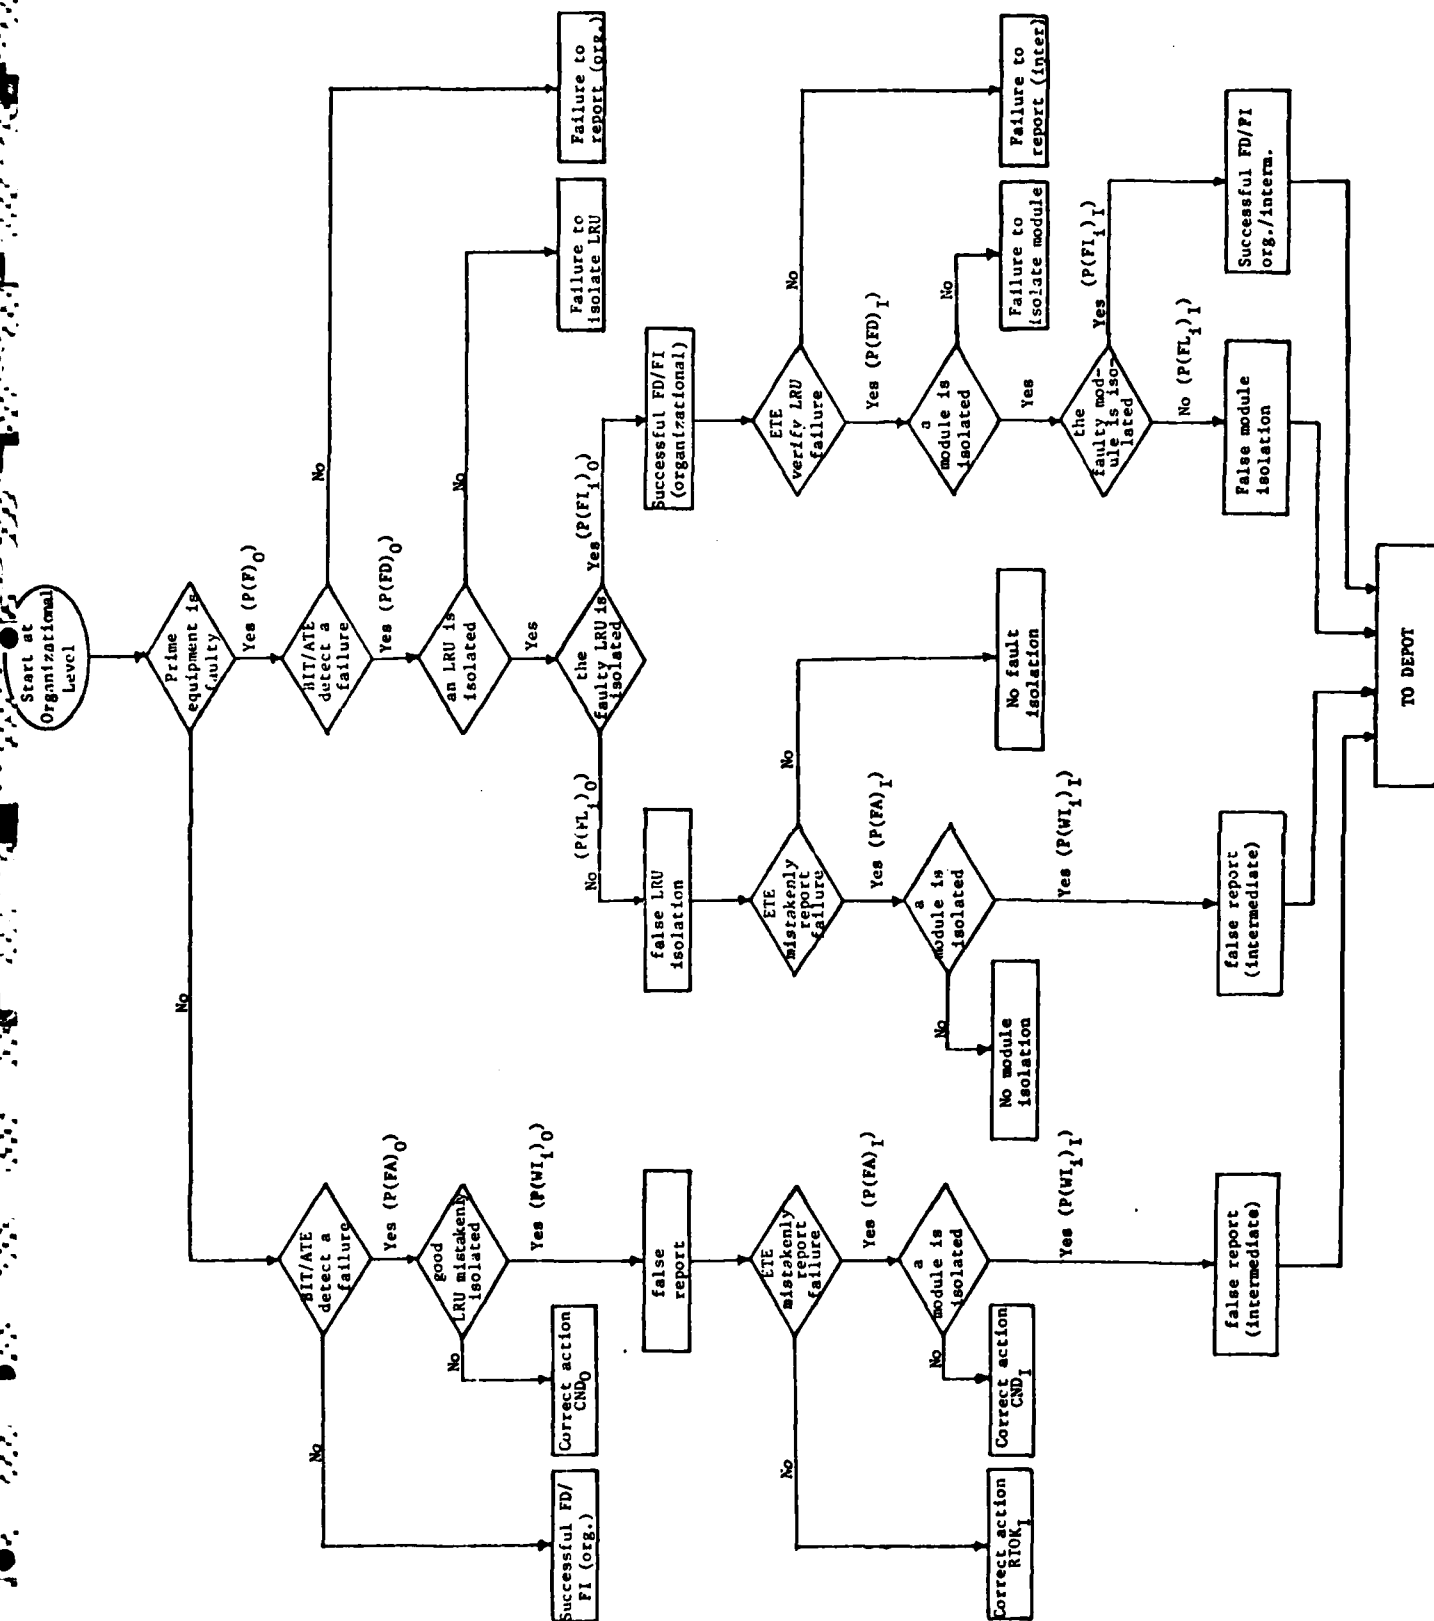 Start at
Organizational
Level
Prime
equipment is
faulty
No
Yes (P(F)O)
BIT/ATE
detect a
failure
No
Yes (P(FD)O)
an LRU is
isolated
No
Yes
the
faulty LRU is
isolated
Yes (P(FIi)O)
No (P(FLi)O)
Failure to
report (org.)
Failure to
isolate LRU
Successful FD/FI
(organizational)
ETE
verify LRU
failure
No
Yes (P(FD)I)
a
module is
isolated
No
Yes
the
faulty mod-
ule is iso-
lated
Yes (P(FIi)I)
No (P(FLi)I)
Failure to
report (inter)
Failure to
isolate module
Successful FD/FI
org./interm.
False module
isolation
false LRU
isolation
ETE
mistakenly
report
failure
No
Yes (P(FA)I)
a
module is
isolated
No
Yes (P(WIi)I)
No fault
isolation
No module
isolation
false report
(intermediate)
BIT/ATE
detect a
failure
No
Yes (P(FA)O)
good
LRU mistakenly
isolated
No
Yes (P(WIi)O)
Successful FD/
FI (org.)
Correct action
CNDO
false
report
ETE
mistakenly
report
failure
No
Yes (P(FA)I)
a
module is
isolated
No
Yes (P(WIi)I)
Correct action
RTOKI
Correct action
CNDI
false report
(intermediate)
TO DEPOT